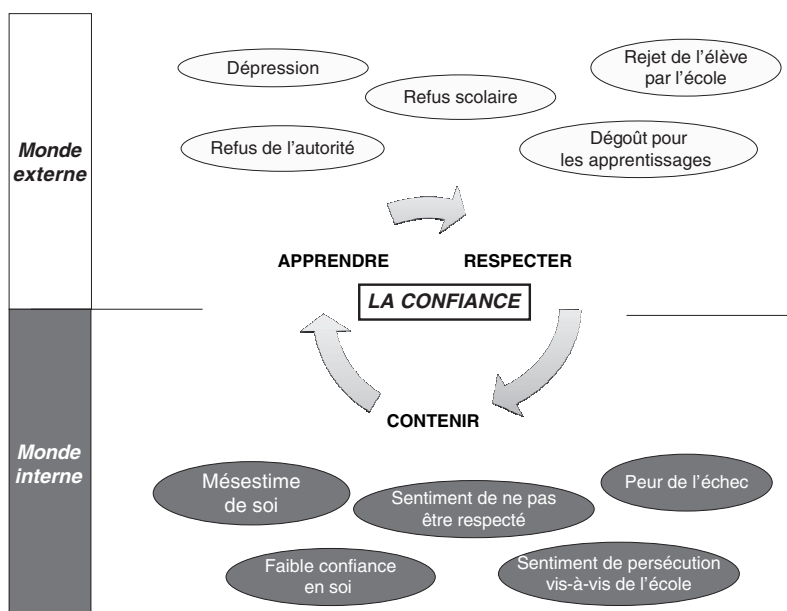 Dépression
Refus scolaire
Rejet de l'élève
par l'école
Refus de l'autorité
Dégoût pour
les apprentissages
Monde
externe
APPRENDRE
RESPECTER
LA CONFIANCE
CONTENIR
Monde
interne
Mésestime
de soi
Sentiment de ne pas
être respecté
Peur de l'échec
Faible confiance
en soi
Sentiment de persécution
vis-à-vis de l'école